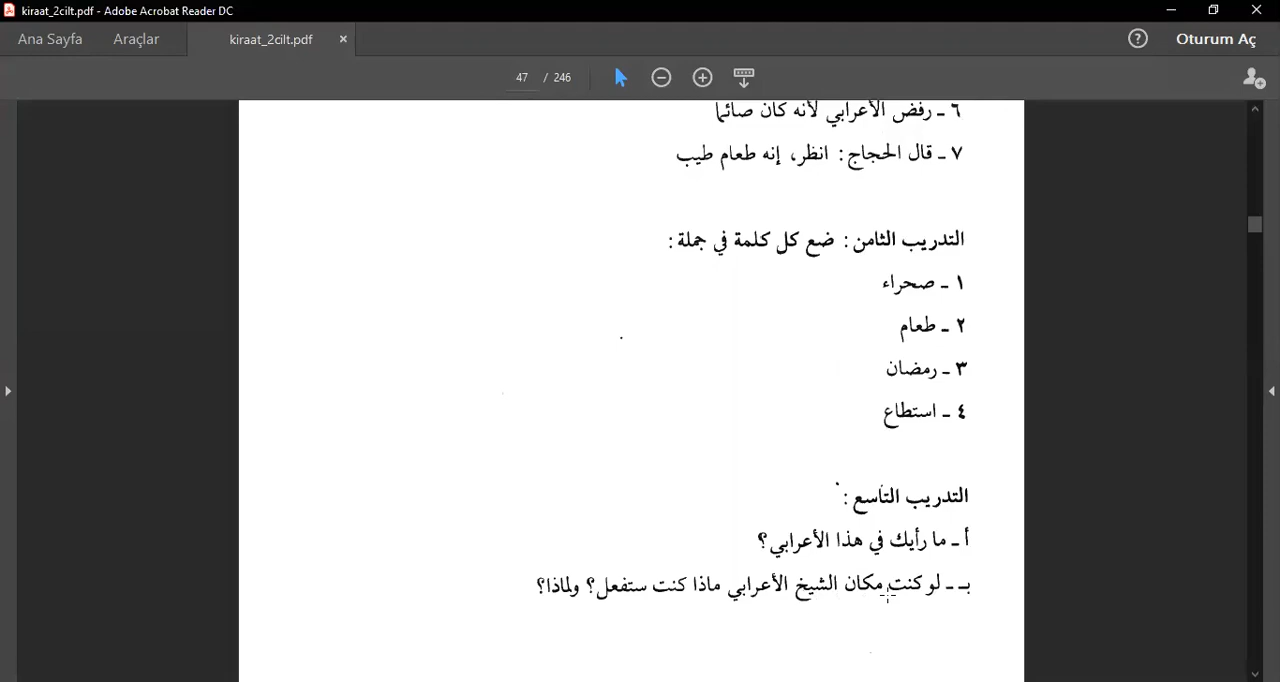 kiraat_2cilt.pdf - Adobe Acrobat Reader DC
Ana Sayfa Araçlar kiraat_2cilt.pdf × ? Oturum Aç
47 / 246
٦ ـ رفض الأعرابي لأنه كان صائما
٧ ـ قال الحجاج : انظر، إنه طعام طيب
التدريب الثامن : ضع كل كلمة في جملة :
١ ـ صحراء
٢ ـ طعام
٣ ـ رمضان
٤ ـ استطاع
التدريب التاسع :
أ ـ ما رأيك في هذا الأعرابي؟
بـ ـ لو كنت مكان الشيخ الأعرابي ماذا كنت ستفعل؟ ولماذا؟